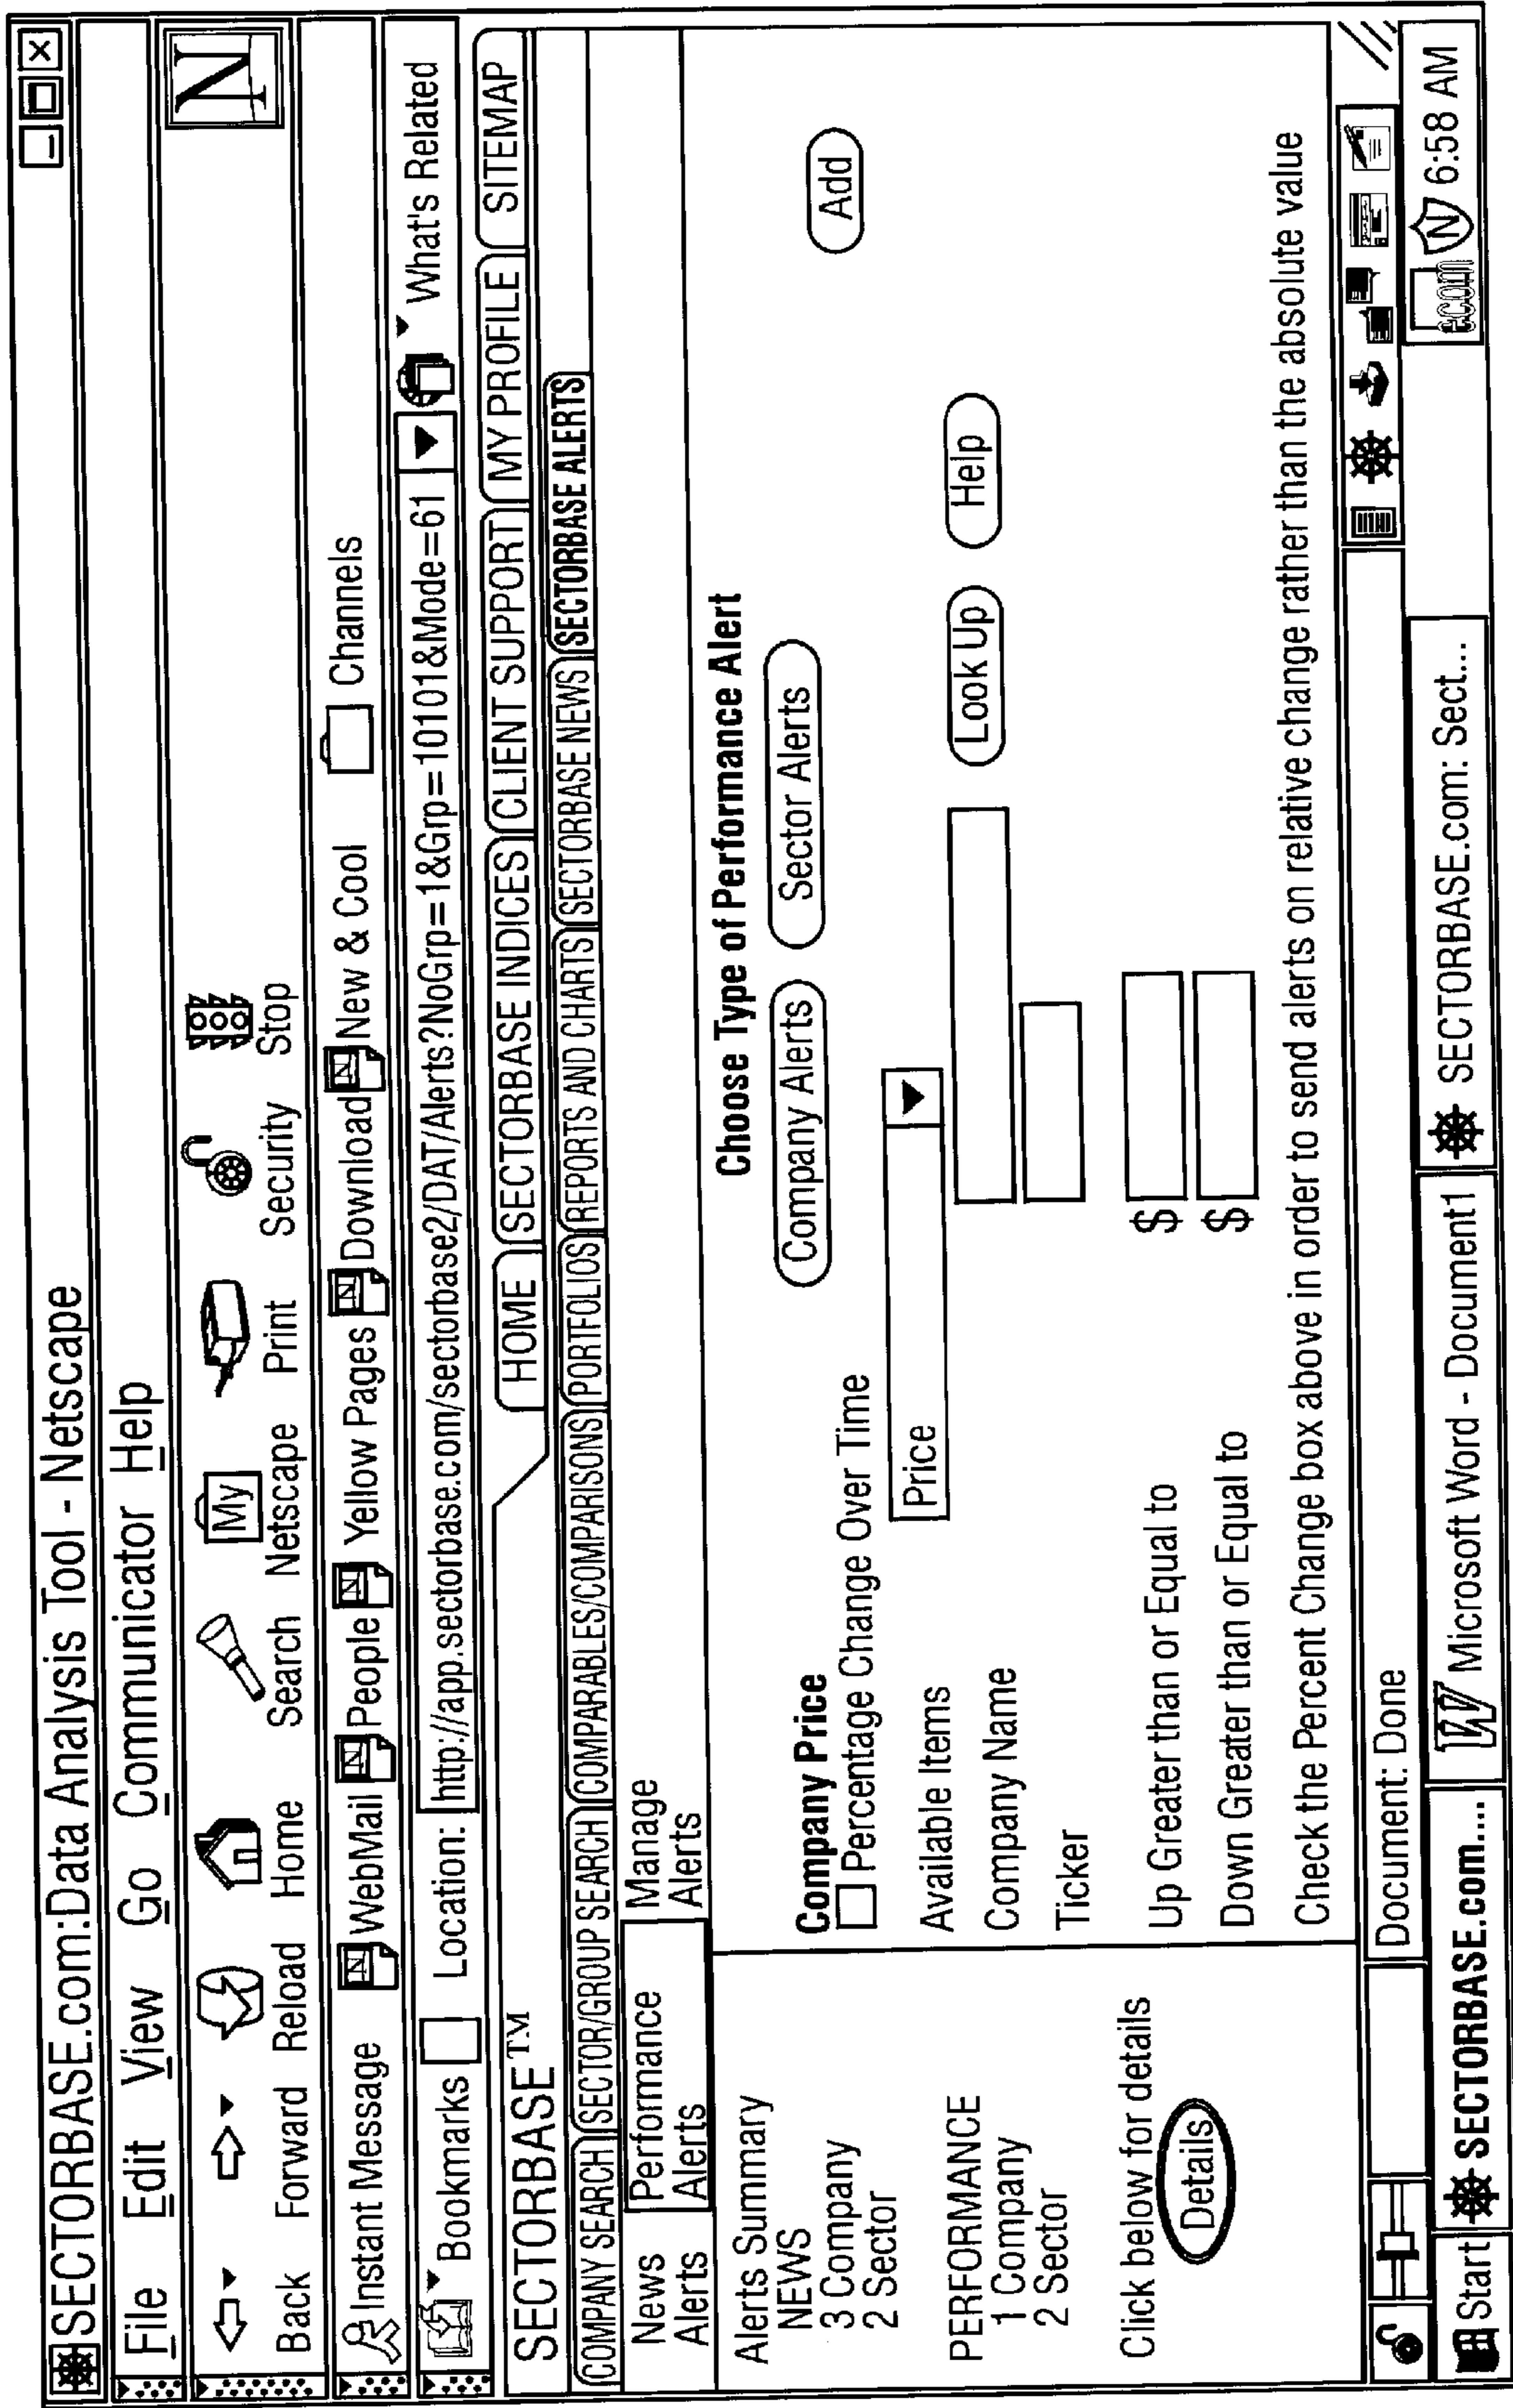 SECTORBASE.com:Data Analysis Tool - Netscape
File Edit View Go Communicator Help
Back Forward Reload Home Search Netscape Print Security Stop
My
N
Instant Message WebMail People Yellow Pages Download New & Cool Channels
Bookmarks Location: http://app.sectorbase.com/sectorbase2/DAT/Alerts?NoGrp=1&Grp=10101&Mode=61 What's Related
SECTORBASE™
HOME SECTORBASE INDICES CLIENT SUPPORT MY PROFILE SITEMAP
COMPANY SEARCH SECTOR/GROUP SEARCH COMPARABLES/COMPARISONS PORTFOLIOS REPORTS AND CHARTS SECTORBASE NEWS SECTORBASE ALERTS
News Alerts
Performance Alerts
Manage Alerts
Alerts Summary
NEWS
3 Company
2 Sector
PERFORMANCE
1 Company
2 Sector
Click below for details
Details
Choose Type of Performance Alert
Company Alerts Sector Alerts
Company Price Add
Percentage Change Over Time
Available Items Price
Company Name Look Up Help
Ticker
Up Greater than or Equal to $
Down Greater than or Equal to $
Check the Percent Change box above in order to send alerts on relative change rather than the absolute value
Document: Done
Start SECTORBASE.com.... Microsoft Word - Document1 SECTORBASE.com: Sect... ecom N 6:58 AM